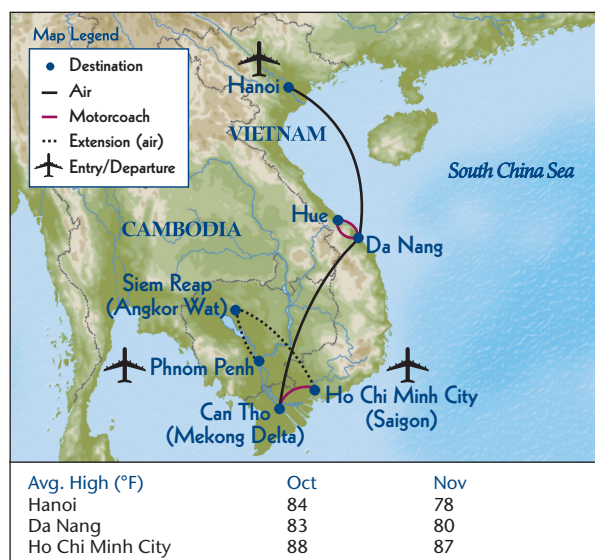 Map Legend
Destination
Air
Motorcoach
Extension (air)
Entry/Departure
Hanoi
VIETNAM
South China Sea
Hue
CAMBODIA
Da Nang
Siem Reap
(Angkor Wat)
Phnom Penh
Ho Chi Minh City
(Saigon)
Can Tho
(Mekong Delta)
Avg. High (°F) Oct Nov
Hanoi 84 78
Da Nang 83 80
Ho Chi Minh City 88 87